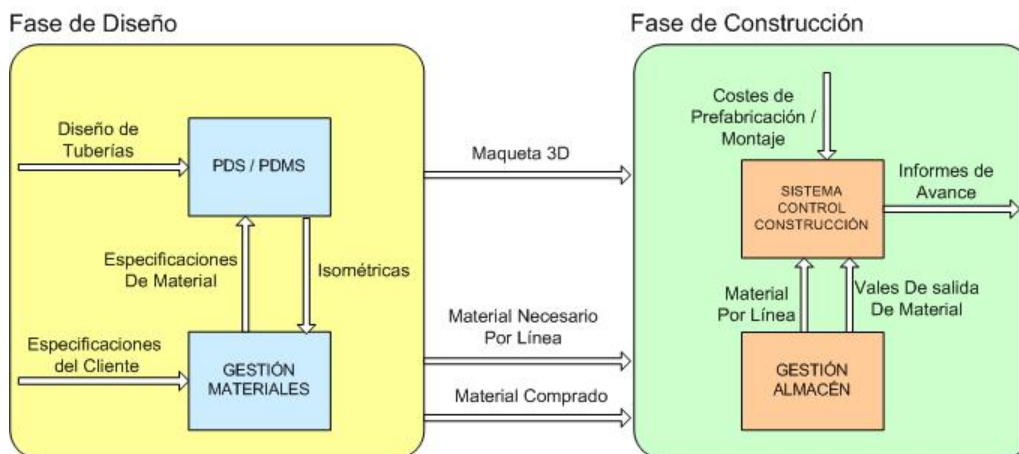 Fase de Diseño
Fase de Construcción
Diseño de
Tuberías
PDS / PDMS
Especificaciones
De Material
Isométricas
Especificaciones
del Cliente
GESTIÓN
MATERIALES
Maqueta 3D
Material Necesario
Por Línea
Material Comprado
Costes de
Prefabricación /
Montaje
SISTEMA
CONTROL
CONSTRUCCIÓN
Informes de
Avance
Material
Por Línea
Vales De salida
De Material
GESTIÓN
ALMACÉN